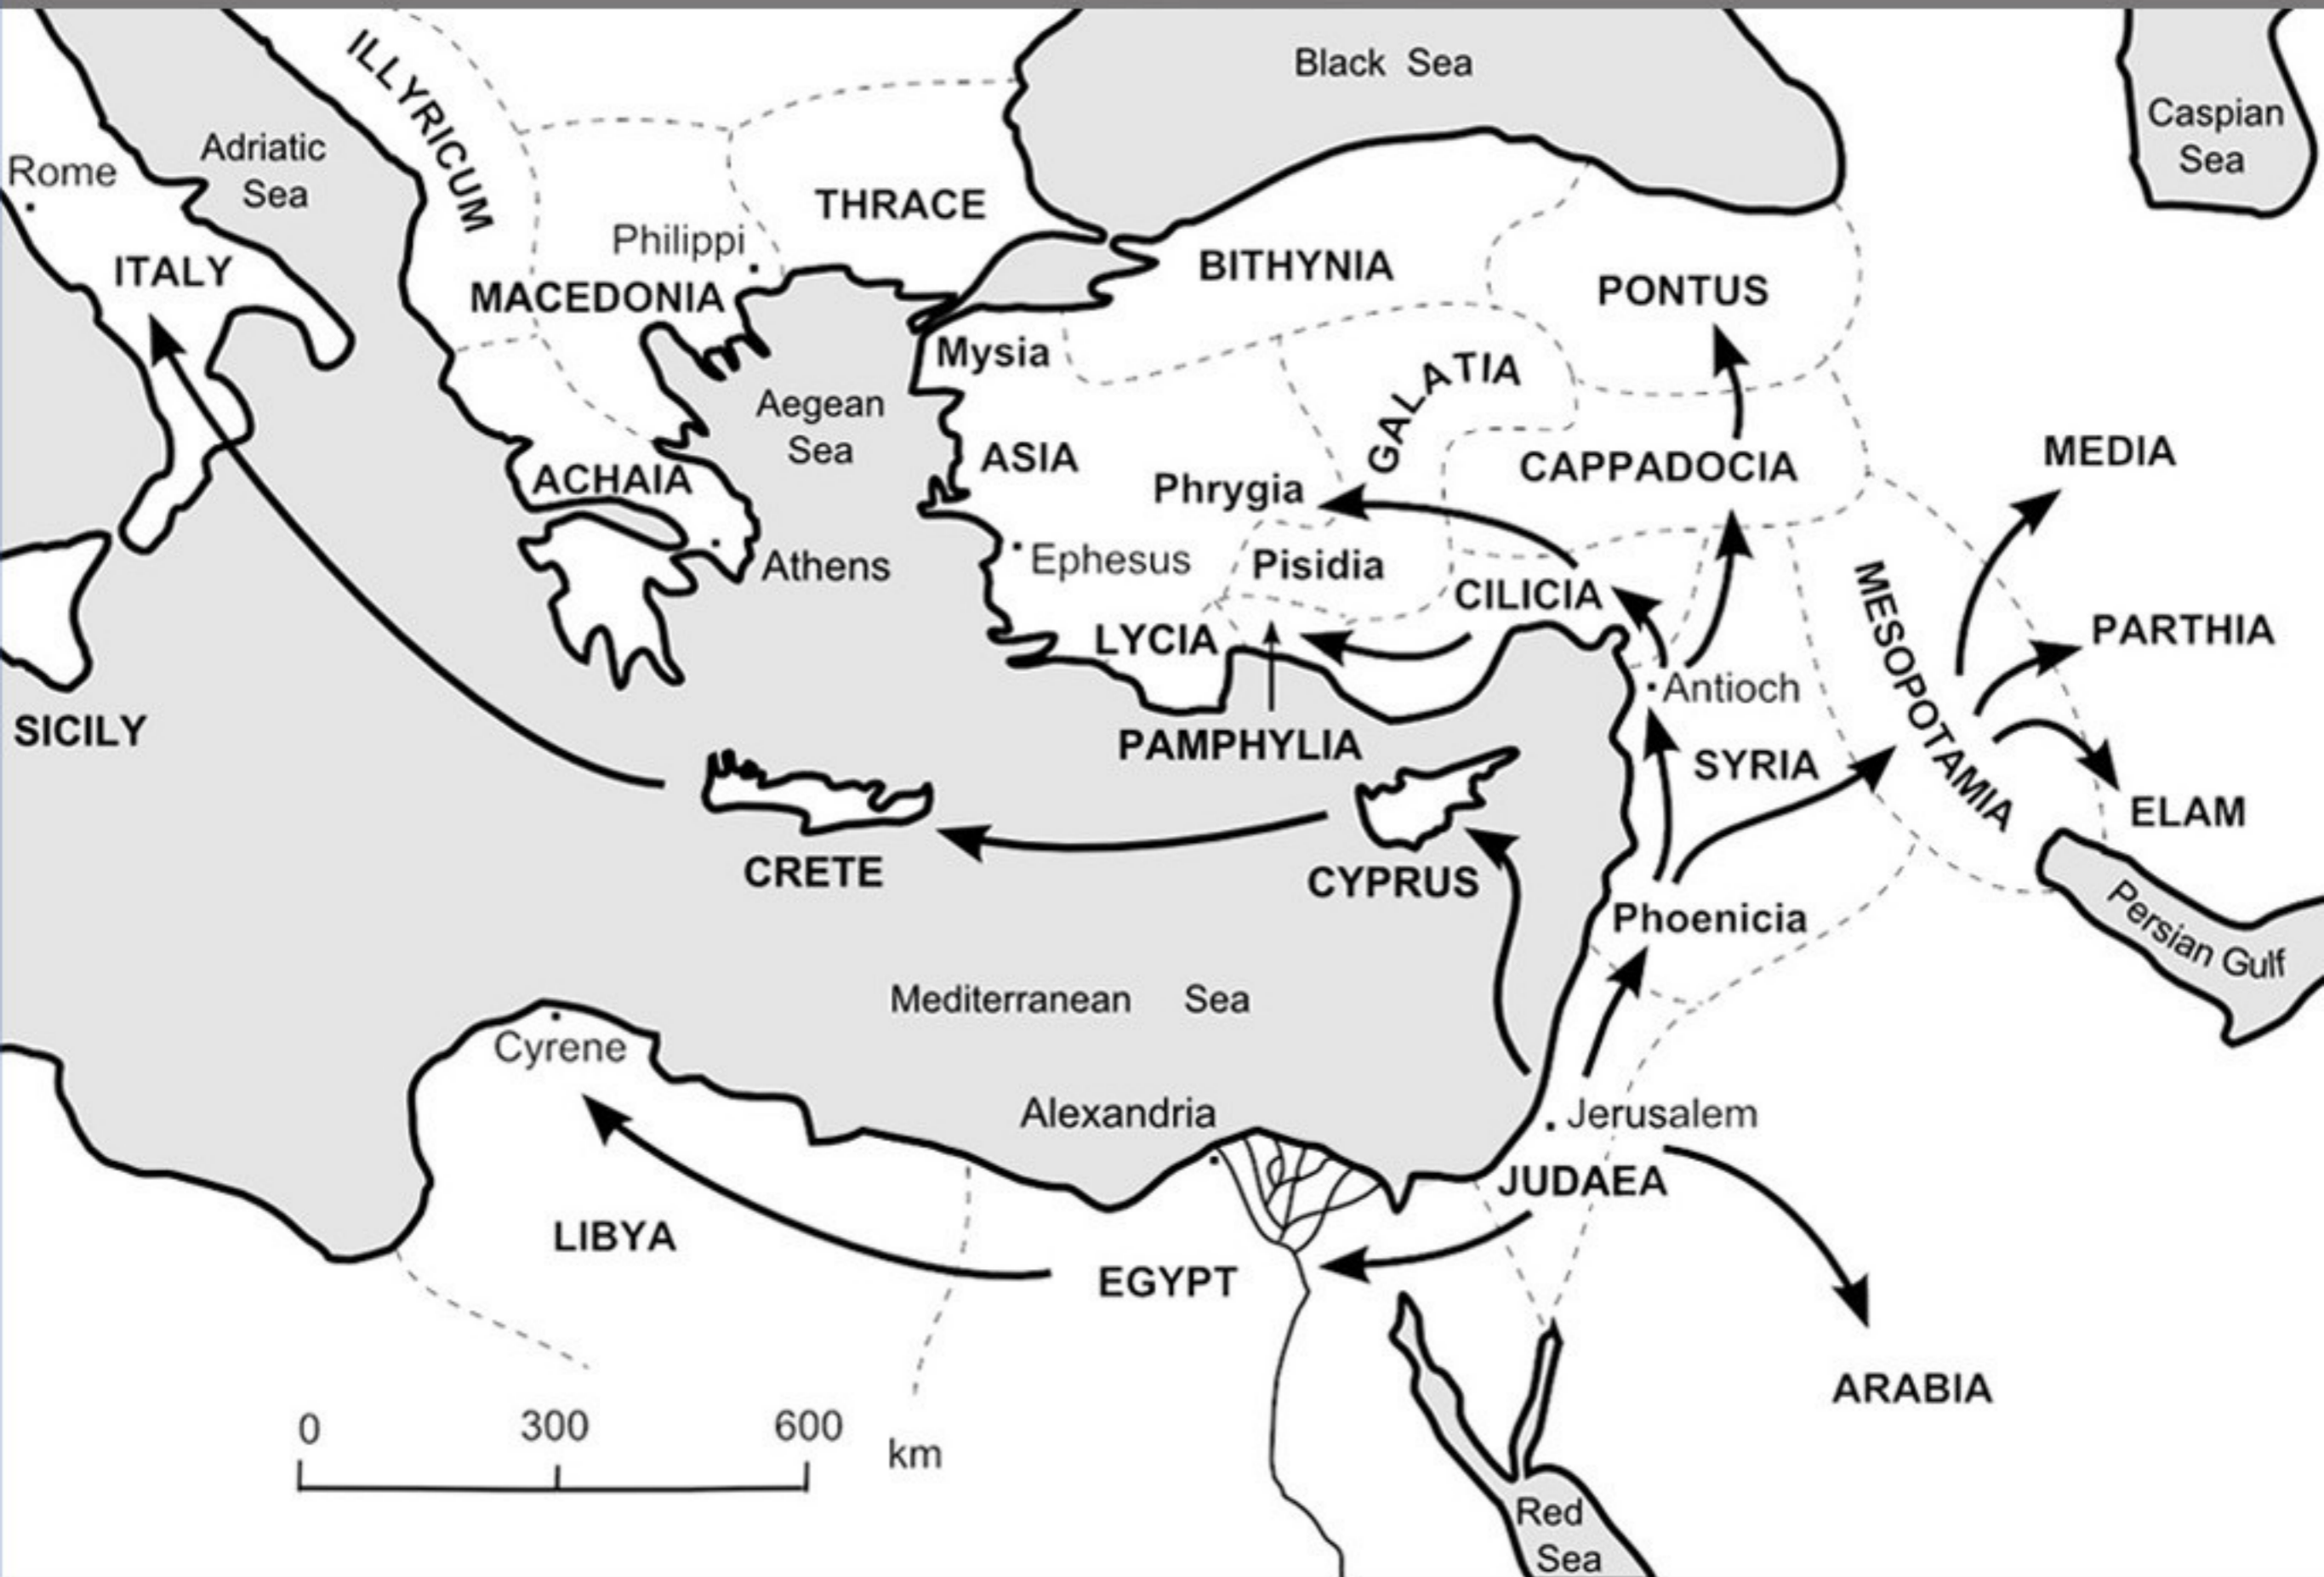 Black Sea
Caspian
Sea
ILLYRICUM
Adriatic
Sea
Rome
THRACE
Philippi
ITALY
MACEDONIA
BITHYNIA
PONTUS
Mysia
GALATIA
Aegean
Sea
ASIA
Phrygia
CAPPADOCIA
MEDIA
ACHAIA
Athens
Ephesus
Pisidia
CILICIA
MESOPOTAMIA
PARTHIA
LYCIA
Antioch
SICILY
PAMPHYLIA
SYRIA
ELAM
CRETE
CYPRUS
Phoenicia
Persian Gulf
Mediterranean Sea
Cyrene
Alexandria
Jerusalem
JUDAEA
LIBYA
EGYPT
ARABIA
0 300 600 km
Red
Sea